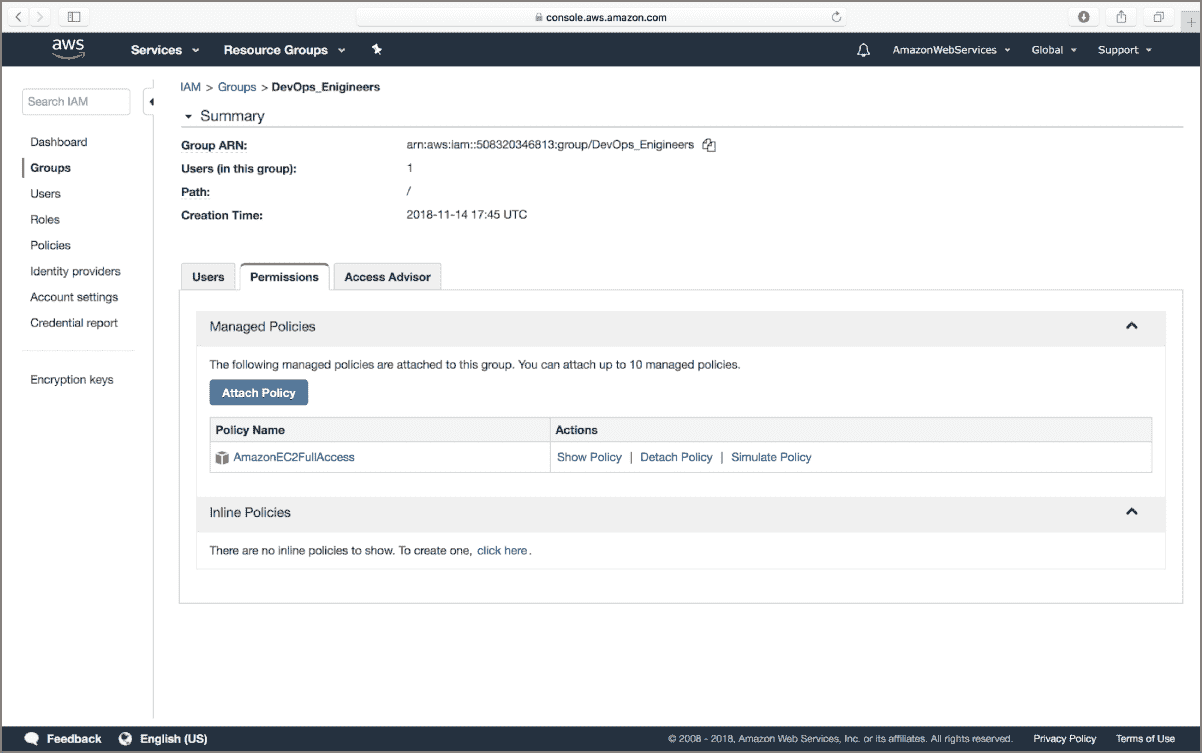 console.aws.amazon.com
aws Services Resource Groups AmazonWebServices Global Support
IAM > Groups > DevOps_Enigineers
Search IAM
Summary
Dashboard
Groups
Users
Roles
Policies
Identity providers
Account settings
Credential report
Encryption keys
Group ARN: arn:aws:iam::508320346813:group/DevOps_Enigineers
Users (in this group): 1
Path: /
Creation Time: 2018-11-14 17:45 UTC
Users Permissions Access Advisor
Managed Policies
The following managed policies are attached to this group. You can attach up to 10 managed policies.
Attach Policy
Policy Name Actions
AmazonEC2FullAccess Show Policy | Detach Policy | Simulate Policy
Inline Policies
There are no inline policies to show. To create one, click here.
Feedback English (US) © 2008 - 2018, Amazon Web Services, Inc. or its affiliates. All rights reserved. Privacy Policy Terms of Use